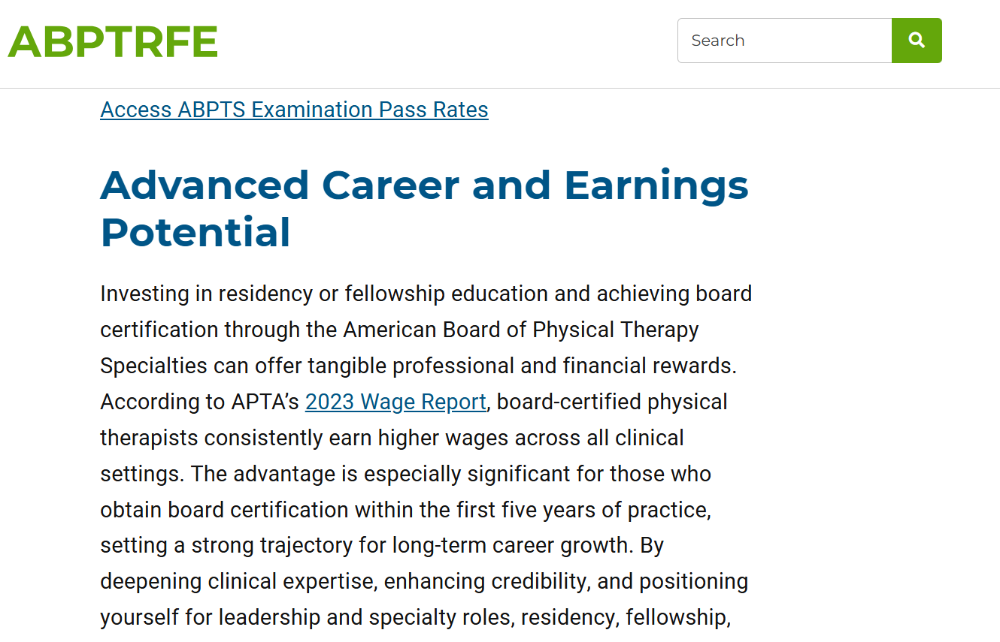 ABPTRFE
Search
Access ABPTS Examination Pass Rates
Advanced Career and Earnings
Potential
Investing in residency or fellowship education and achieving board
certification through the American Board of Physical Therapy
Specialties can offer tangible professional and financial rewards.
According to APTA’s 2023 Wage Report, board-certified physical
therapists consistently earn higher wages across all clinical
settings. The advantage is especially significant for those who
obtain board certification within the first five years of practice,
setting a strong trajectory for long-term career growth. By
deepening clinical expertise, enhancing credibility, and positioning
yourself for leadership and specialty roles, residency, fellowship,